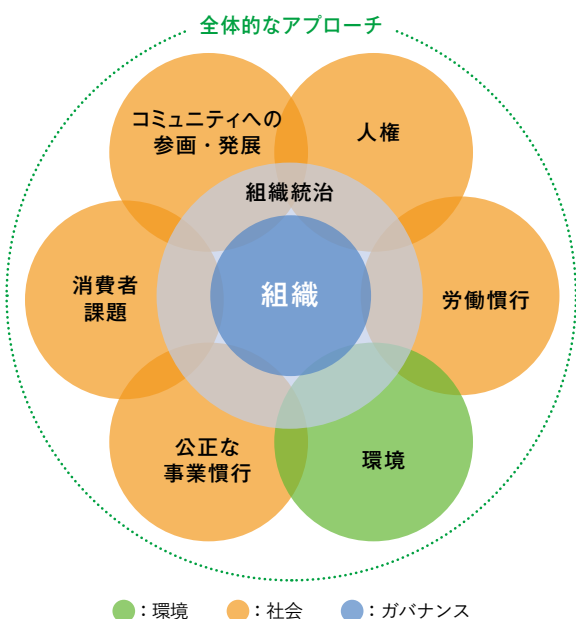 全体的なアプローチ
コミュニティへの
参画・発展
人権
組織統治
消費者
課題
組織
労働慣行
公正な
事業慣行
環境
：環境 ：社会 ：ガバナンス